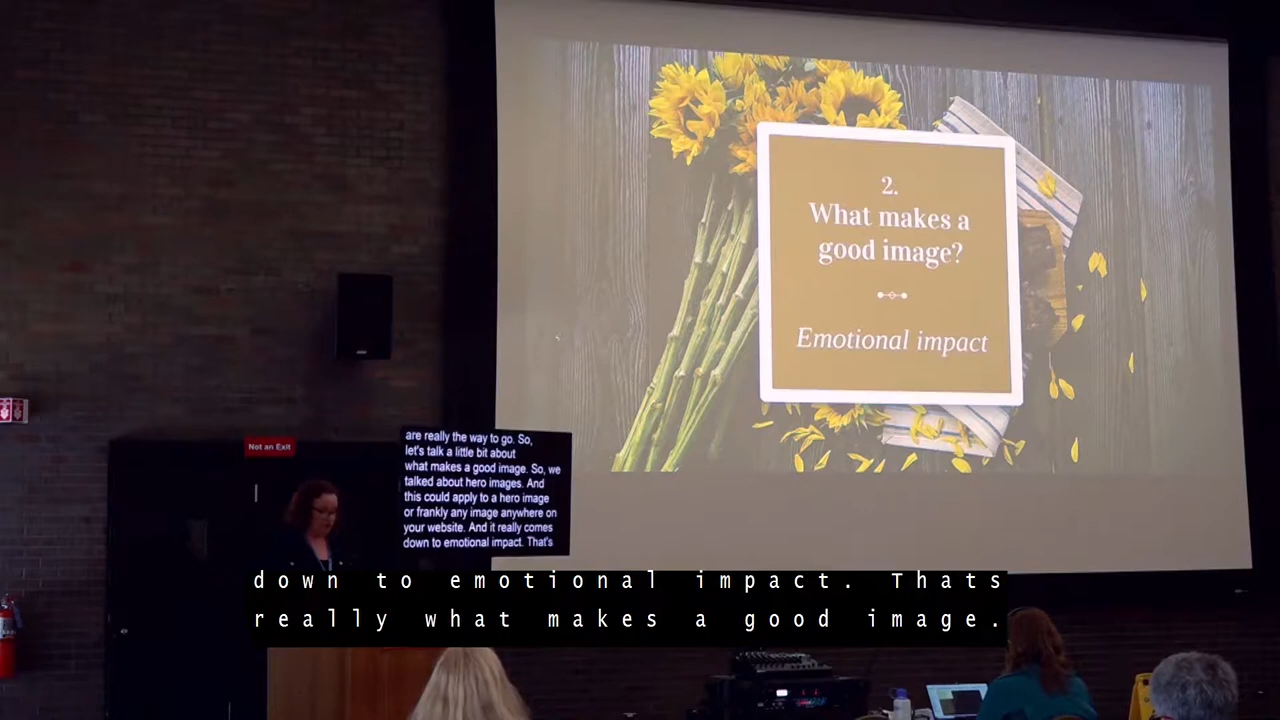 2.
What makes a
good image?
Emotional impact
Not an Exit
are really the way to go. So,
let's talk a little bit about
what makes a good image. So, we
talked about hero images. And
this could apply to a hero image
or frankly any image anywhere on
your website. And it really comes
down to emotional impact. That's
down to emotional impact. Thats
really what makes a good image.